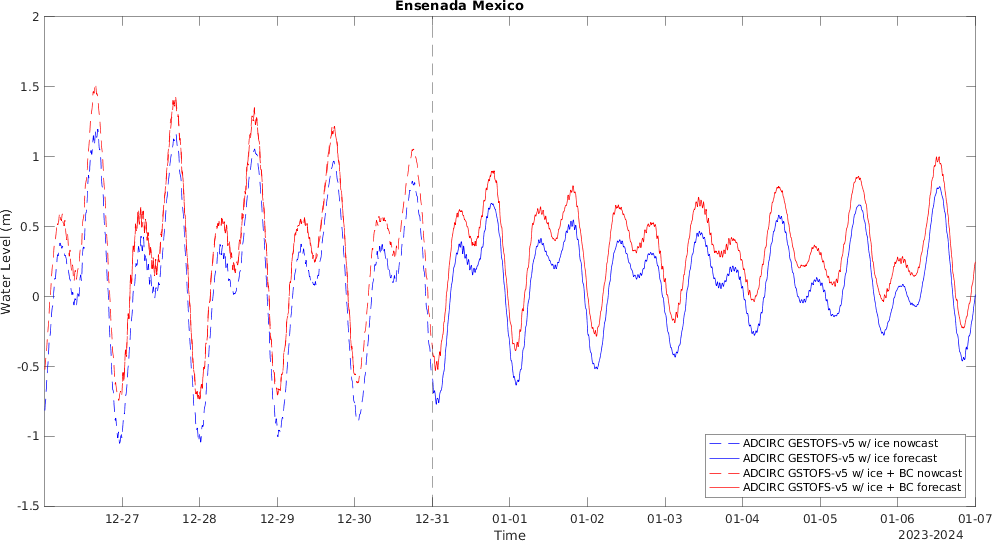 Ensenada Mexico
2
1.5
1
0.5
0
-0.5
-1
-1.5
Water Level (m)
ADCIRC GESTOFS-v5 w/ ice nowcast
ADCIRC GESTOFS-v5 w/ ice forecast
ADCIRC GSTOFS-v5 w/ ice + BC nowcast
ADCIRC GSTOFS-v5 w/ ice + BC forecast
12-27 12-28 12-29 12-30 12-31 01-01 01-02 01-03 01-04 01-05 01-06 01-07
Time
2023-2024